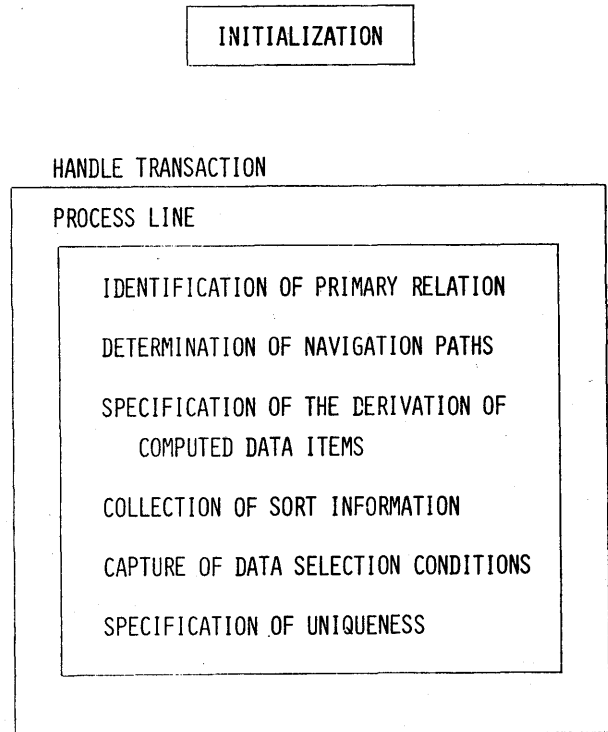 INITIALIZATION
HANDLE TRANSACTION
PROCESS LINE
IDENTIFICATION OF PRIMARY RELATION
DETERMINATION OF NAVIGATION PATHS
SPECIFICATION OF THE DERIVATION OF
COMPUTED DATA ITEMS
COLLECTION OF SORT INFORMATION
CAPTURE OF DATA SELECTION CONDITIONS
SPECIFICATION OF UNIQUENESS